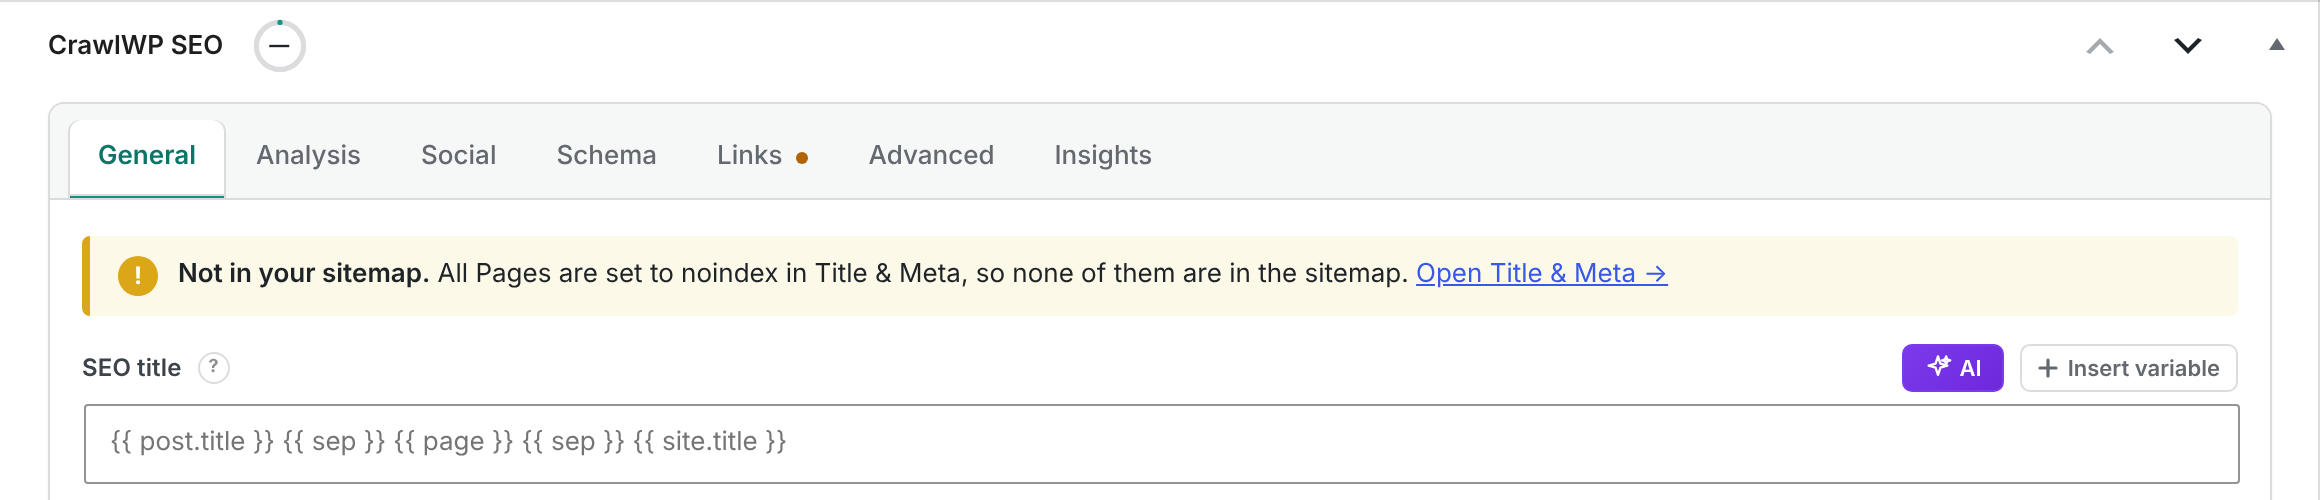 CrawlWP SEO
General Analysis Social Schema Links Advanced Insights
Not in your sitemap. All Pages are set to noindex in Title & Meta, so none of them are in the sitemap. Open Title & Meta →
SEO title ? AI + Insert variable
{{ post.title }} {{ sep }} {{ page }} {{ sep }} {{ site.title }}